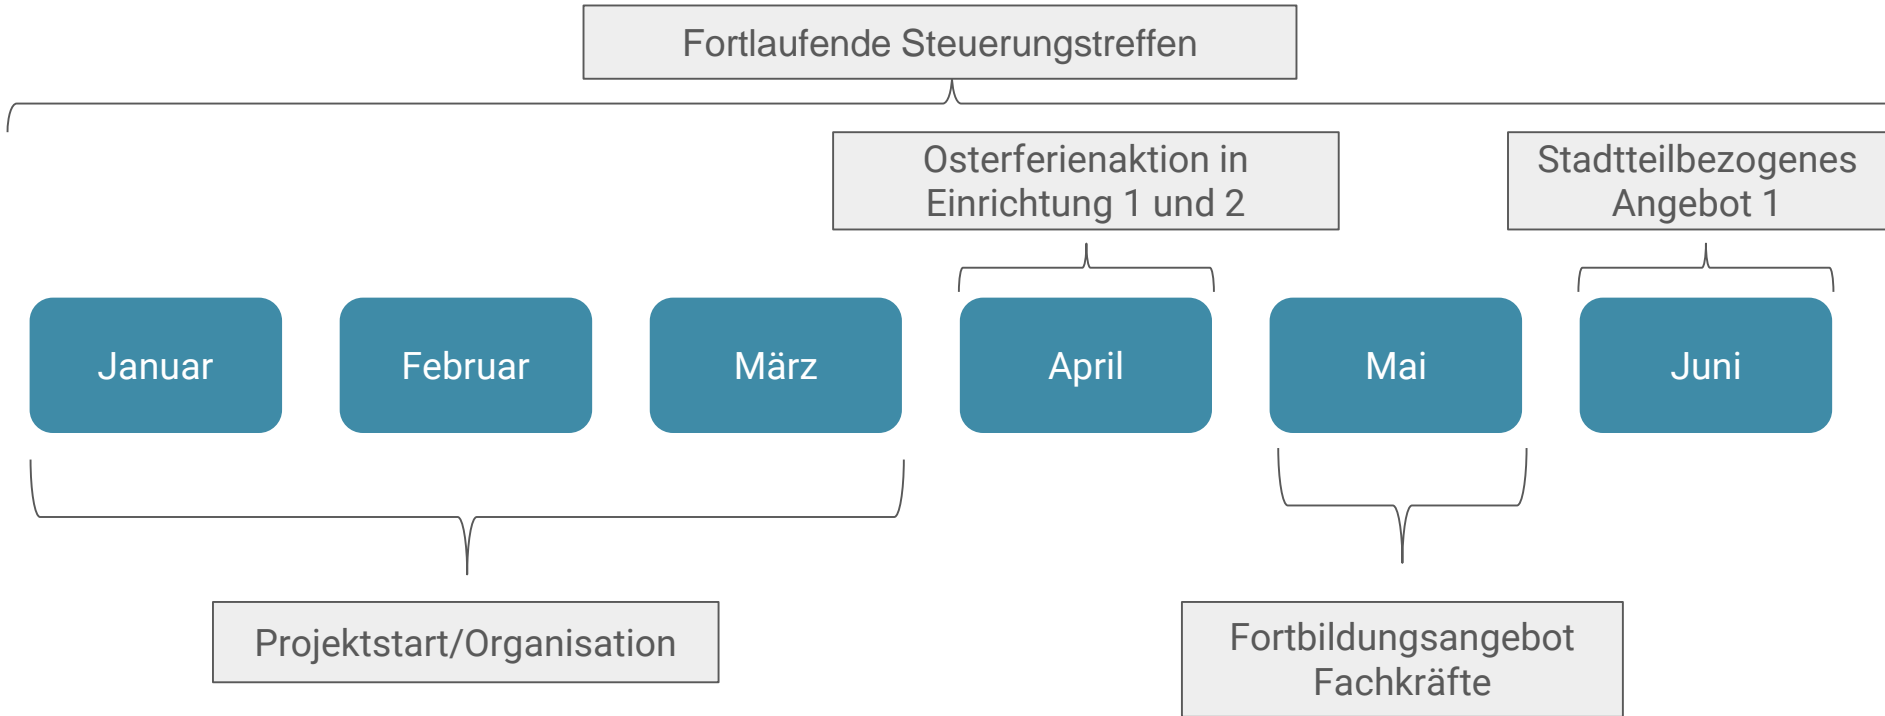 Fortlaufende Steuerungstreffen
Osterferienaktion in
Einrichtung 1 und 2
Stadtteilbezogenes
Angebot 1
Januar
Februar
März
April
Mai
Juni
Projektstart/Organisation
Fortbildungsangebot
Fachkräfte